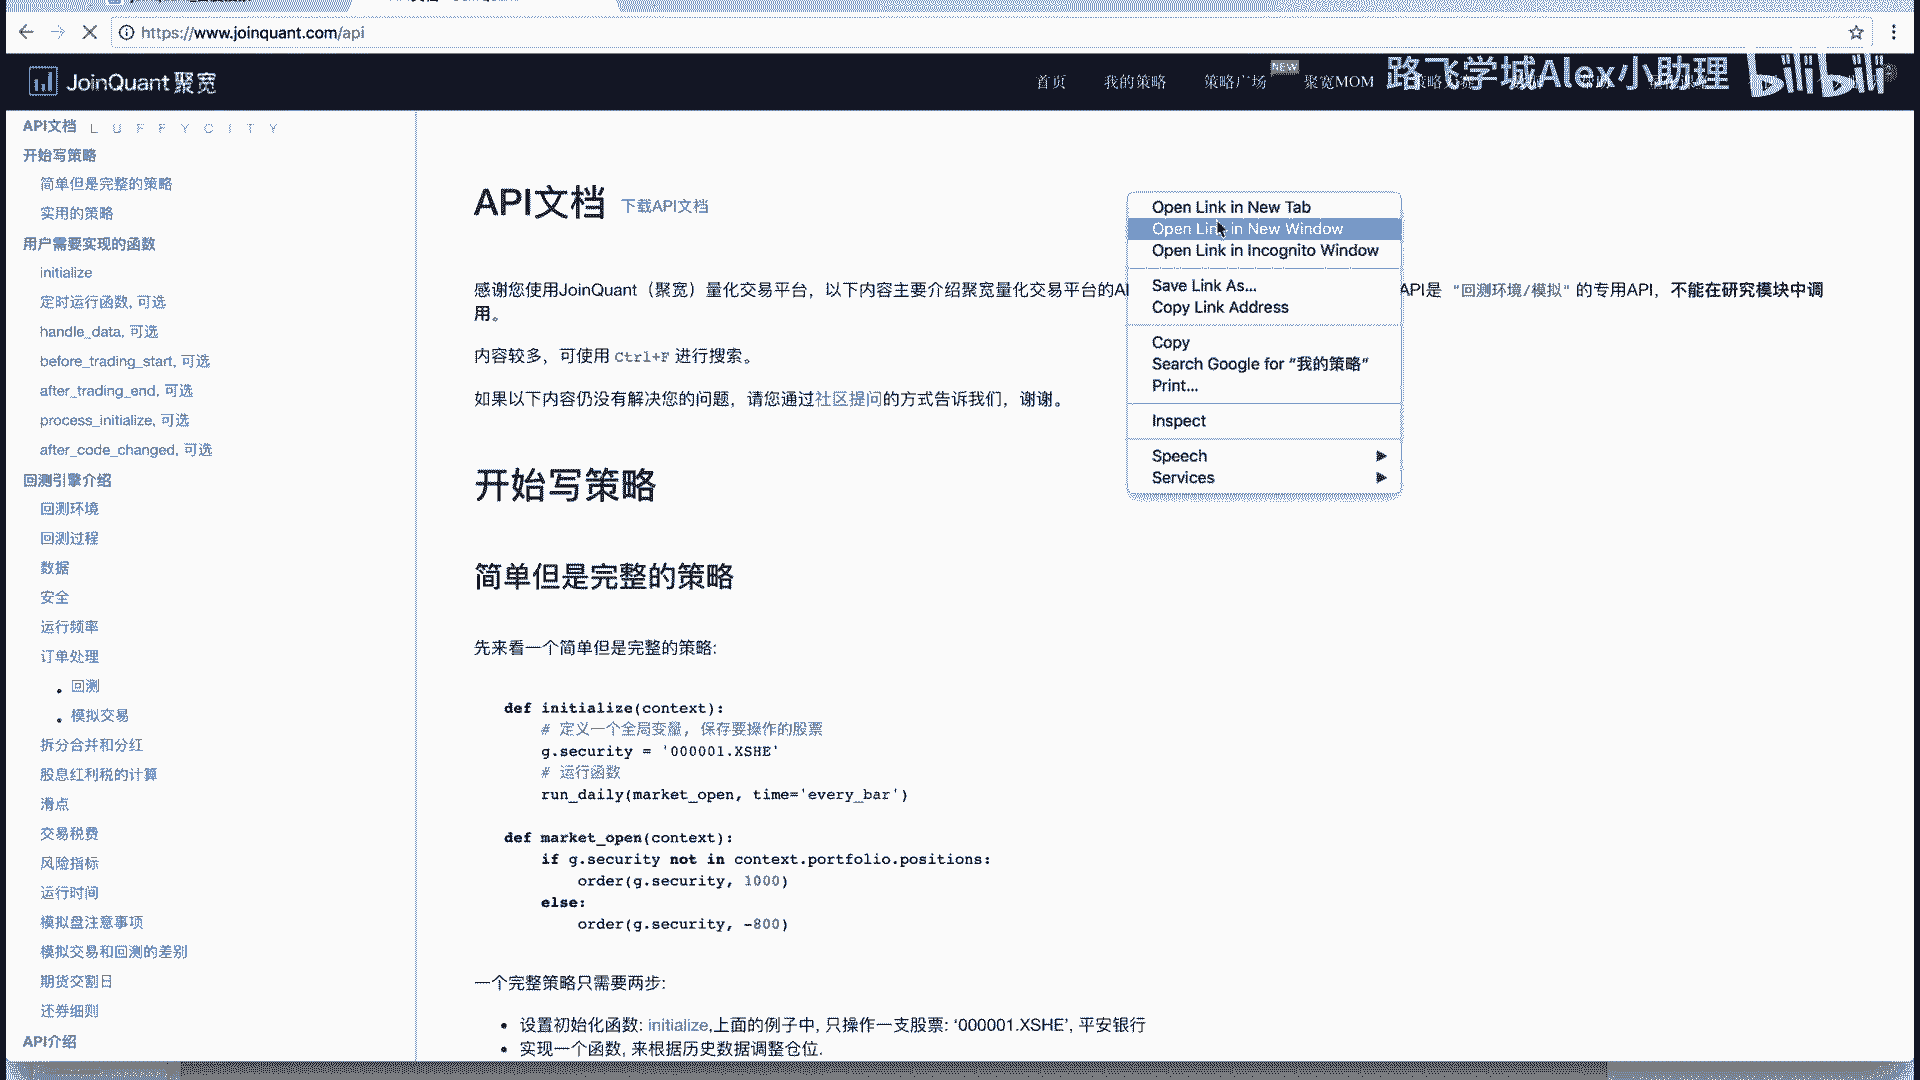 https://www.joinquant.com/api
JoinQuant 聚宽
首页 我的策略 策略广场 NEW 聚宽MOM
路飞学城Alex小助理 bilibili
API文档 LUFFYCITY
开始写策略
简单但是完整的策略
实用的策略
用户需要实现的函数
initialize
定时运行函数, 可选
handle_data, 可选
before_trading_start, 可选
after_trading_end, 可选
process_initialize, 可选
after_code_changed, 可选
回测引擎介绍
回测环境
回测过程
数据
安全
运行频率
订单处理
回测
模拟交易
拆分合并和分红
股息红利税的计算
滑点
交易税费
风险指标
运行时间
模拟盘注意事项
模拟交易和回测的差别
期货交割日
还券细则
API介绍
API文档 下载API文档
感谢您使用JoinQuant（聚宽）量化交易平台，以下内容主要介绍聚宽量化交易平台的AI API是 "回测环境/模拟" 的专用API，不能在研究模块中调
用。
内容较多，可使用 Ctrl+F 进行搜索。
如果以下内容仍没有解决您的问题，请您通过社区提问的方式告诉我们，谢谢。
开始写策略
简单但是完整的策略
先来看一个简单但是完整的策略:
def initialize(context):
# 定义一个全局变量, 保存要操作的股票
g.security = '000001.XSHE'
# 运行函数
run_daily(market_open, time='every_bar')
def market_open(context):
if g.security not in context.portfolio.positions:
order(g.security, 1000)
else:
order(g.security, -800)
一个完整策略只需要两步:
设置初始化函数: initialize,上面的例子中, 只操作一支股票: '000001.XSHE', 平安银行
实现一个函数, 来根据历史数据调整仓位.
Open Link in New Tab
Open Link in New Window
Open Link in Incognito Window
Save Link As...
Copy Link Address
Copy
Search Google for “我的策略”
Print...
Inspect
Speech
Services